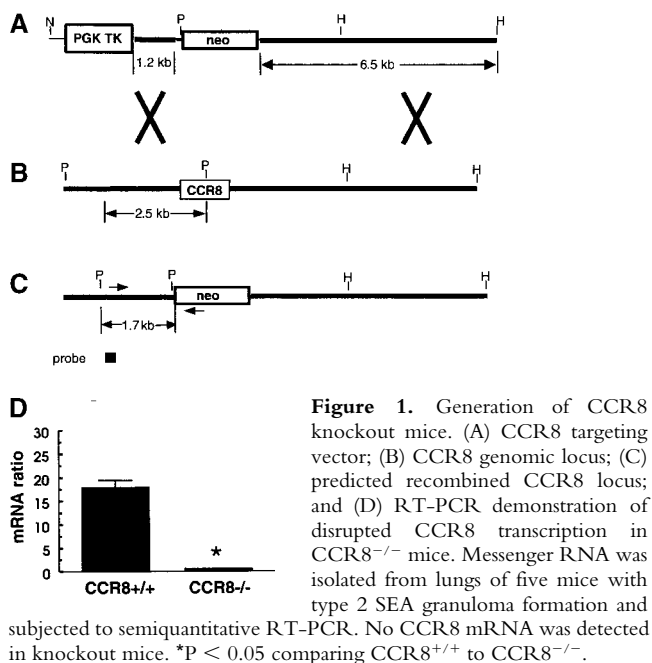 A
N
P
H
H
PGK TK
neo
1.2 kb
6.5 kb
B
P
P
H
H
CCR8
2.5 kb
C
P
P
H
H
neo
1.7 kb
probe
D
30
25
20
15
10
5
0
mRNA ratio
*
CCR8+/+ CCR8-/-
Figure 1. Generation of CCR8
knockout mice. (A) CCR8 targeting
vector; (B) CCR8 genomic locus; (C)
predicted recombined CCR8 locus;
and (D) RT-PCR demonstration of
disrupted CCR8 transcription in
CCR8−/− mice. Messenger RNA was
isolated from lungs of five mice with
type 2 SEA granuloma formation and
subjected to semiquantitative RT-PCR. No CCR8 mRNA was detected
in knockout mice. *P < 0.05 comparing CCR8+/+ to CCR8−/−.